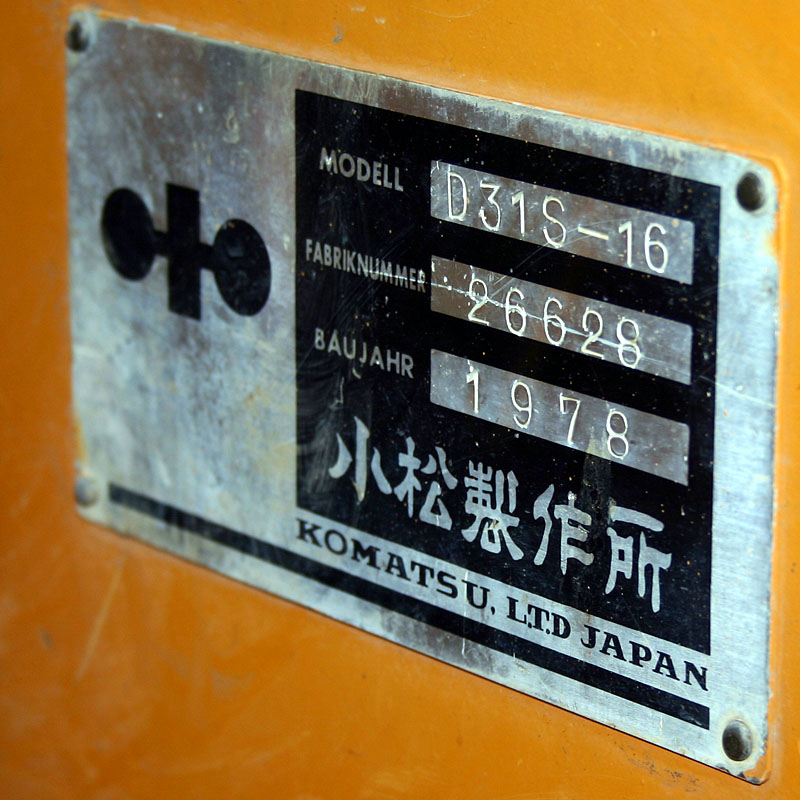 MODELL D31S-16
FABRIKNUMMER 26628
BAUJAHR 1978
小松製作所
KOMATSU, LTD JAPAN